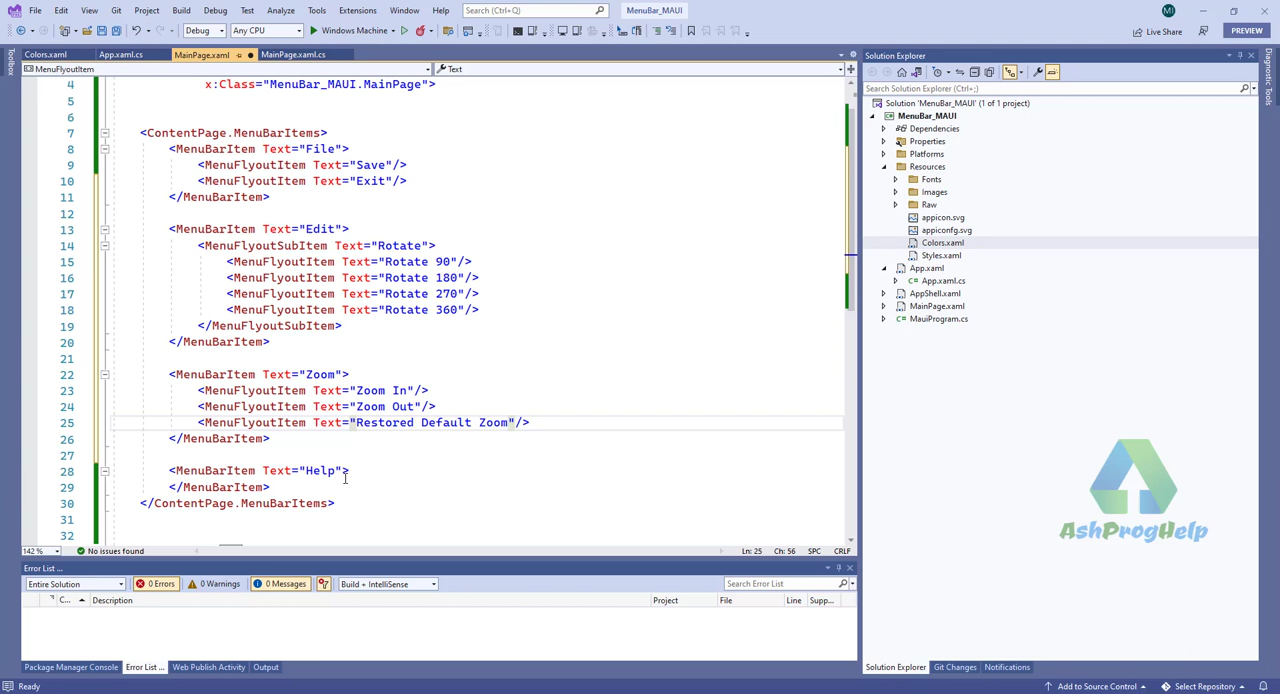 File Edit View Git Project Build Debug Test Analyze Tools Extensions Window Help Search (Ctrl+Q) MenuBar_MAUI MI
Debug Any CPU Windows Machine Live Share PREVIEW
Colors.xaml App.xaml.cs MainPage.xaml MainPage.xaml.cs
MenuFlyoutItem Text
4 x:Class="MenuBar_MAUI.MainPage">
5
6
7 <ContentPage.MenuBarItems>
8 <MenuBarItem Text="File">
9 <MenuFlyoutItem Text="Save"/>
10 <MenuFlyoutItem Text="Exit"/>
11 </MenuBarItem>
12
13 <MenuBarItem Text="Edit">
14 <MenuFlyoutSubItem Text="Rotate">
15 <MenuFlyoutItem Text="Rotate 90"/>
16 <MenuFlyoutItem Text="Rotate 180"/>
17 <MenuFlyoutItem Text="Rotate 270"/>
18 <MenuFlyoutItem Text="Rotate 360"/>
19 </MenuFlyoutSubItem>
20 </MenuBarItem>
21
22 <MenuBarItem Text="Zoom">
23 <MenuFlyoutItem Text="Zoom In"/>
24 <MenuFlyoutItem Text="Zoom Out"/>
25 <MenuFlyoutItem Text="Restored Default Zoom"/>
26 </MenuBarItem>
27
28 <MenuBarItem Text="Help">
29 </MenuBarItem>
30 </ContentPage.MenuBarItems>
31
32
142 % No issues found Ln: 25 Ch: 56 SPC CRLF
Error List ...
Entire Solution 0 Errors 0 Warnings 0 Messages Build + IntelliSense Search Error List
C... Description Project File Line Supp...
Package Manager Console Error List ... Web Publish Activity Output
Toolbox
Solution Explorer
Search Solution Explorer (Ctrl+;)
Solution 'MenuBar_MAUI' (1 of 1 project)
MenuBar_MAUI
Dependencies
Properties
Platforms
Resources
Fonts
Images
Raw
appicon.svg
appiconfg.svg
Colors.xaml
Styles.xaml
App.xaml
App.xaml.cs
AppShell.xaml
MainPage.xaml
MauiProgram.cs
AshProgHelp
Solution Explorer Git Changes Notifications
Diagnostic Tools
Ready Add to Source Control Select Repository